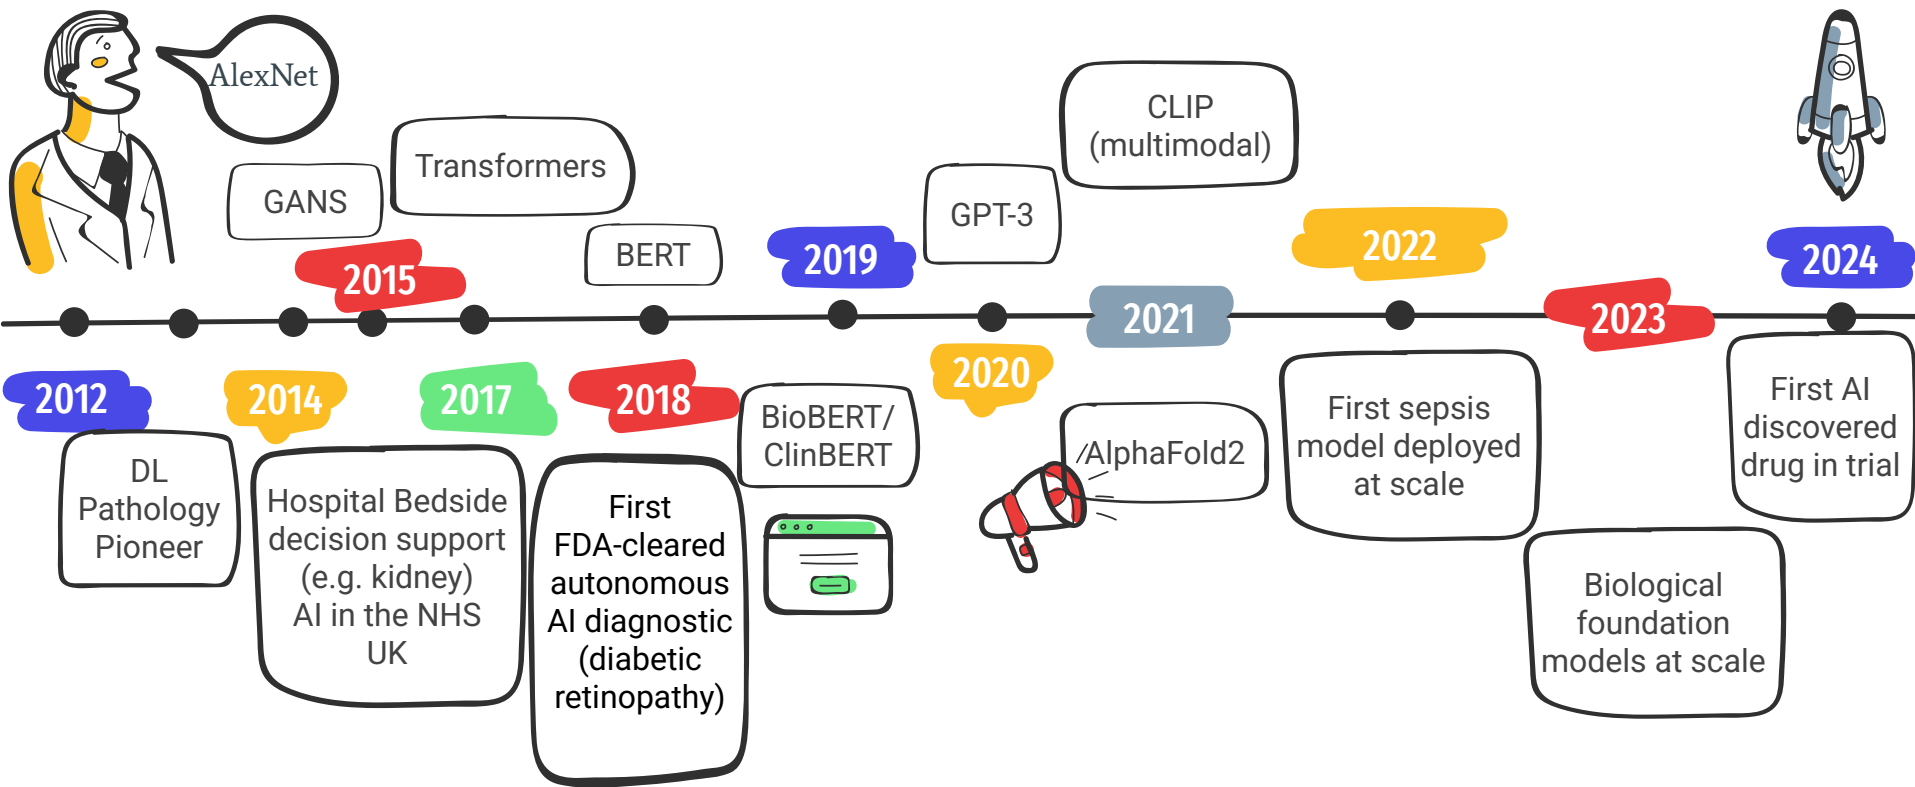 AlexNet
GANS
Transformers
BERT
GPT-3
CLIP
(multimodal)
2015
2019
2022
2024
2021
2023
2012
2014
2017
2018
2020
DL
Pathology
Pioneer
Hospital Bedside
decision support
(e.g. kidney)
AI in the NHS
UK
First
FDA-cleared
autonomous
AI diagnostic
(diabetic
retinopathy)
BioBERT/
ClinBERT
AlphaFold2
First sepsis
model deployed
at scale
Biological
foundation
models at scale
First AI
discovered
drug in trial